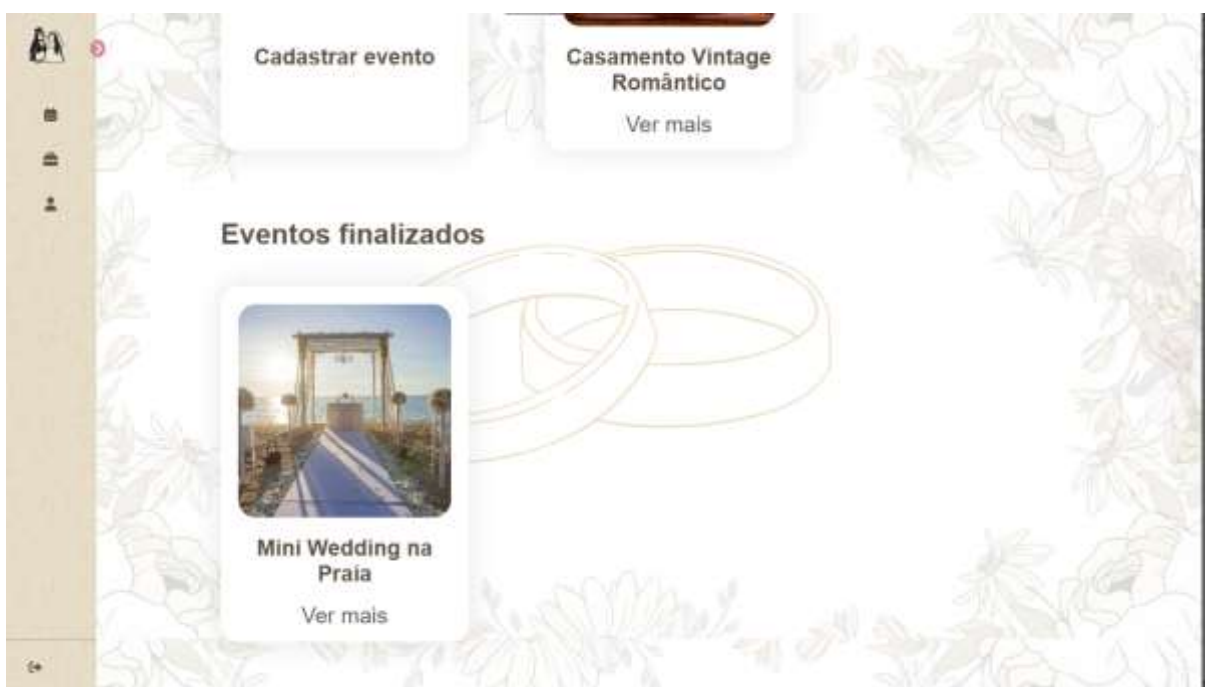 Cadastrar evento
Casamento Vintage
Romântico
Ver mais
Eventos finalizados
Mini Wedding na
Praia
Ver mais